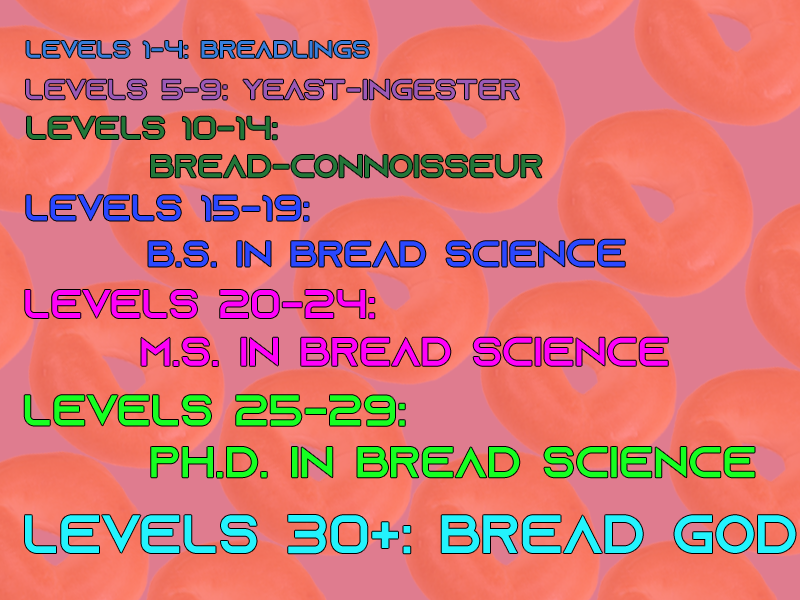 LEVELS 1-4: BREADLINGS
LEVELS 5-9: YEAST-INGESTER
LEVELS 10-14:
BREAD-CONNOISSEUR
LEVELS 15-19:
B.S. IN BREAD SCIENCE
LEVELS 20-24:
M.S. IN BREAD SCIENCE
LEVELS 25-29:
PH.D. IN BREAD SCIENCE
LEVELS 30+: BREAD GOD